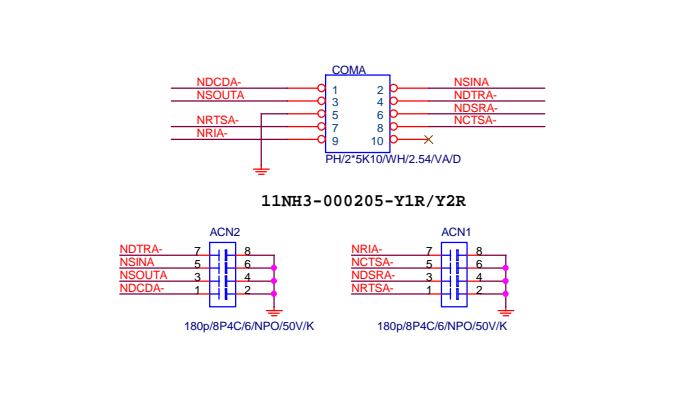 COMA
NDCDA- 1 2 NSINA
NSOUTA 3 4 NDTRA-
5 6 NDSRA-
NRTSA- 7 8 NCTSA-
NRIA- 9 10
PH/2*5K10/WH/2.54/VA/D
11NH3-000205-Y1R/Y2R
ACN2
NDTRA- 7 8
NSINA 5 6
NSOUTA 3 4
NDCDA- 1 2
180p/8P4C/6/NPO/50V/K
ACN1
NRIA- 7 8
NCTSA- 5 6
NDSRA- 3 4
NRTSA- 1 2
180p/8P4C/6/NPO/50V/K